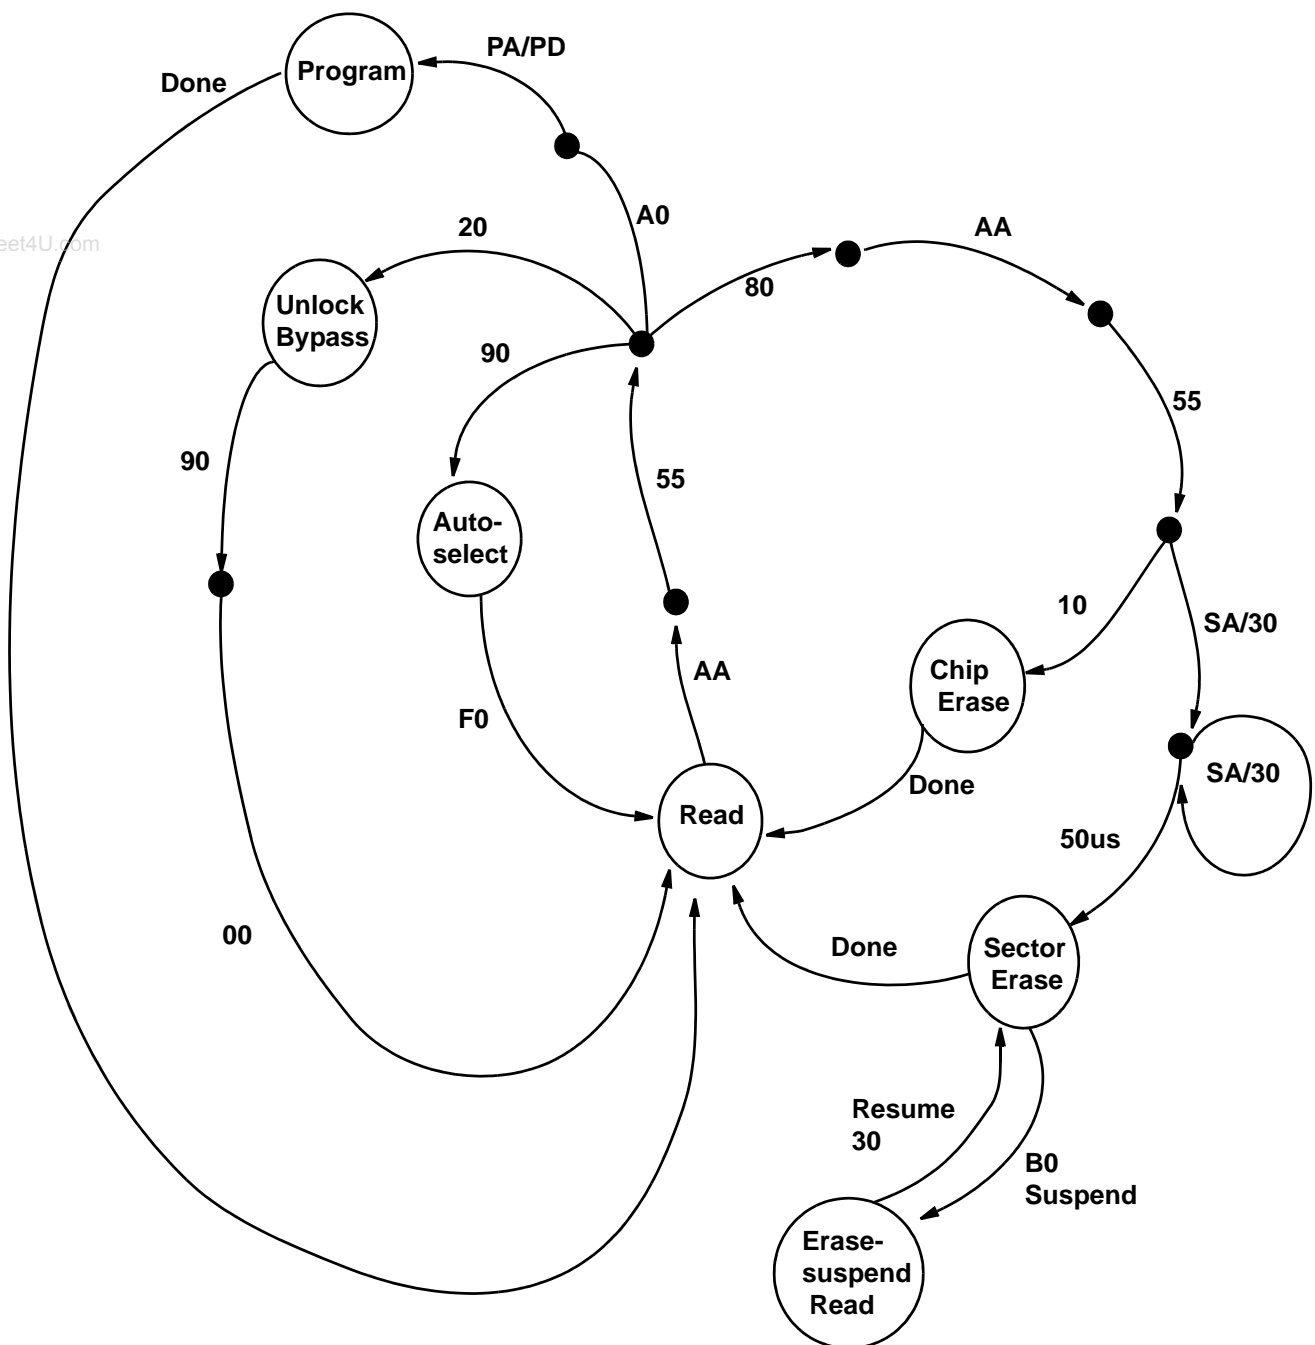 PA/PD
Program
Done
A0
20
AA
eet4U.com
80
Unlock
Bypass
90
55
90
55
Auto-
select
10
SA/30
AA
Chip
Erase
F0
SA/30
Done
Read
50us
00
Done
Sector
Erase
Resume
30
B0
Suspend
Erase-
suspend
Read